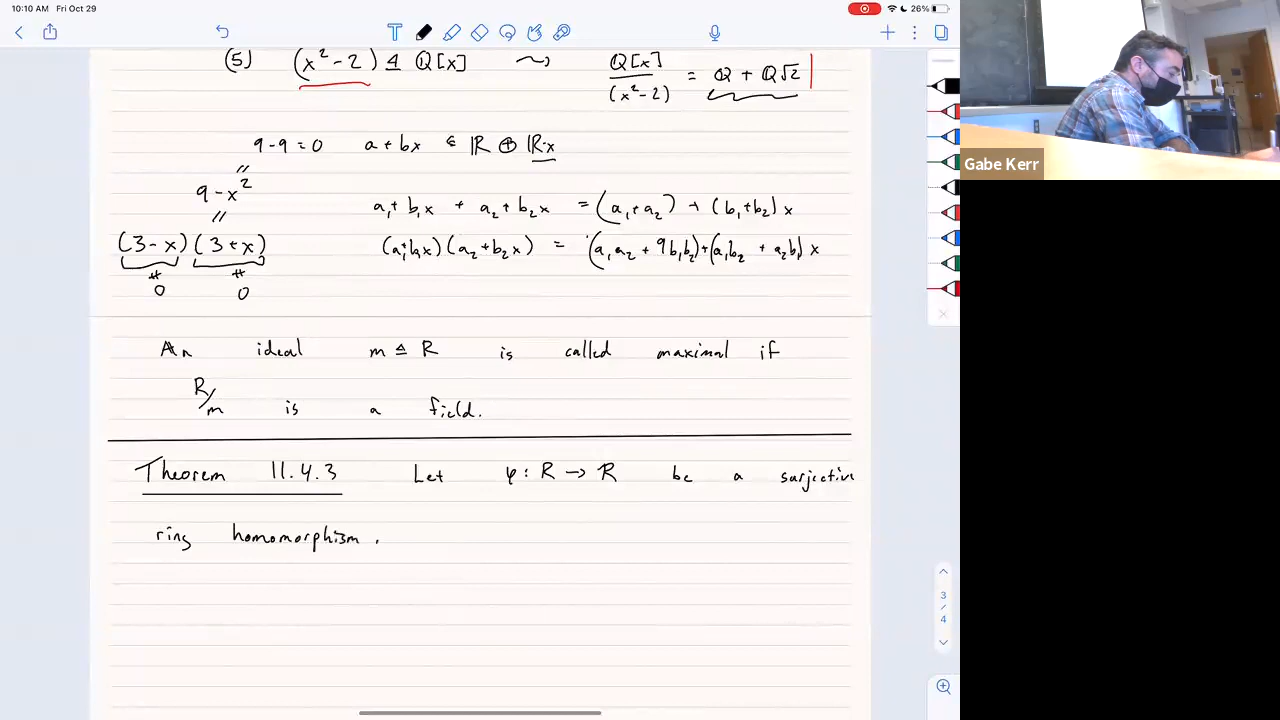 10:10 AM Fri Oct 29
26%
(5) (x² - 2) ⊴ Q[x] ⇝ Q[x] / (x² - 2) = Q + Q√2
9 - 9 = 0 a + bx ∈ ℝ ⊕ ℝ·x
9 - x²
a₁ + b₁x + a₂ + b₂x = (a₁ + a₂) + (b₁ + b₂) x
(3 - x) (3 + x) (a₁ + b₁x) (a₂ + b₂x) = (a₁a₂ + 9b₁b₂) + (a₁b₂ + a₂b₁) x
0 0
An ideal m ⊴ R is called maximal if
R/m is a field.
Theorem 11.4.3 Let φ : R → R be a surjective
ring homomorphism.
Gabe Kerr
3
/
4